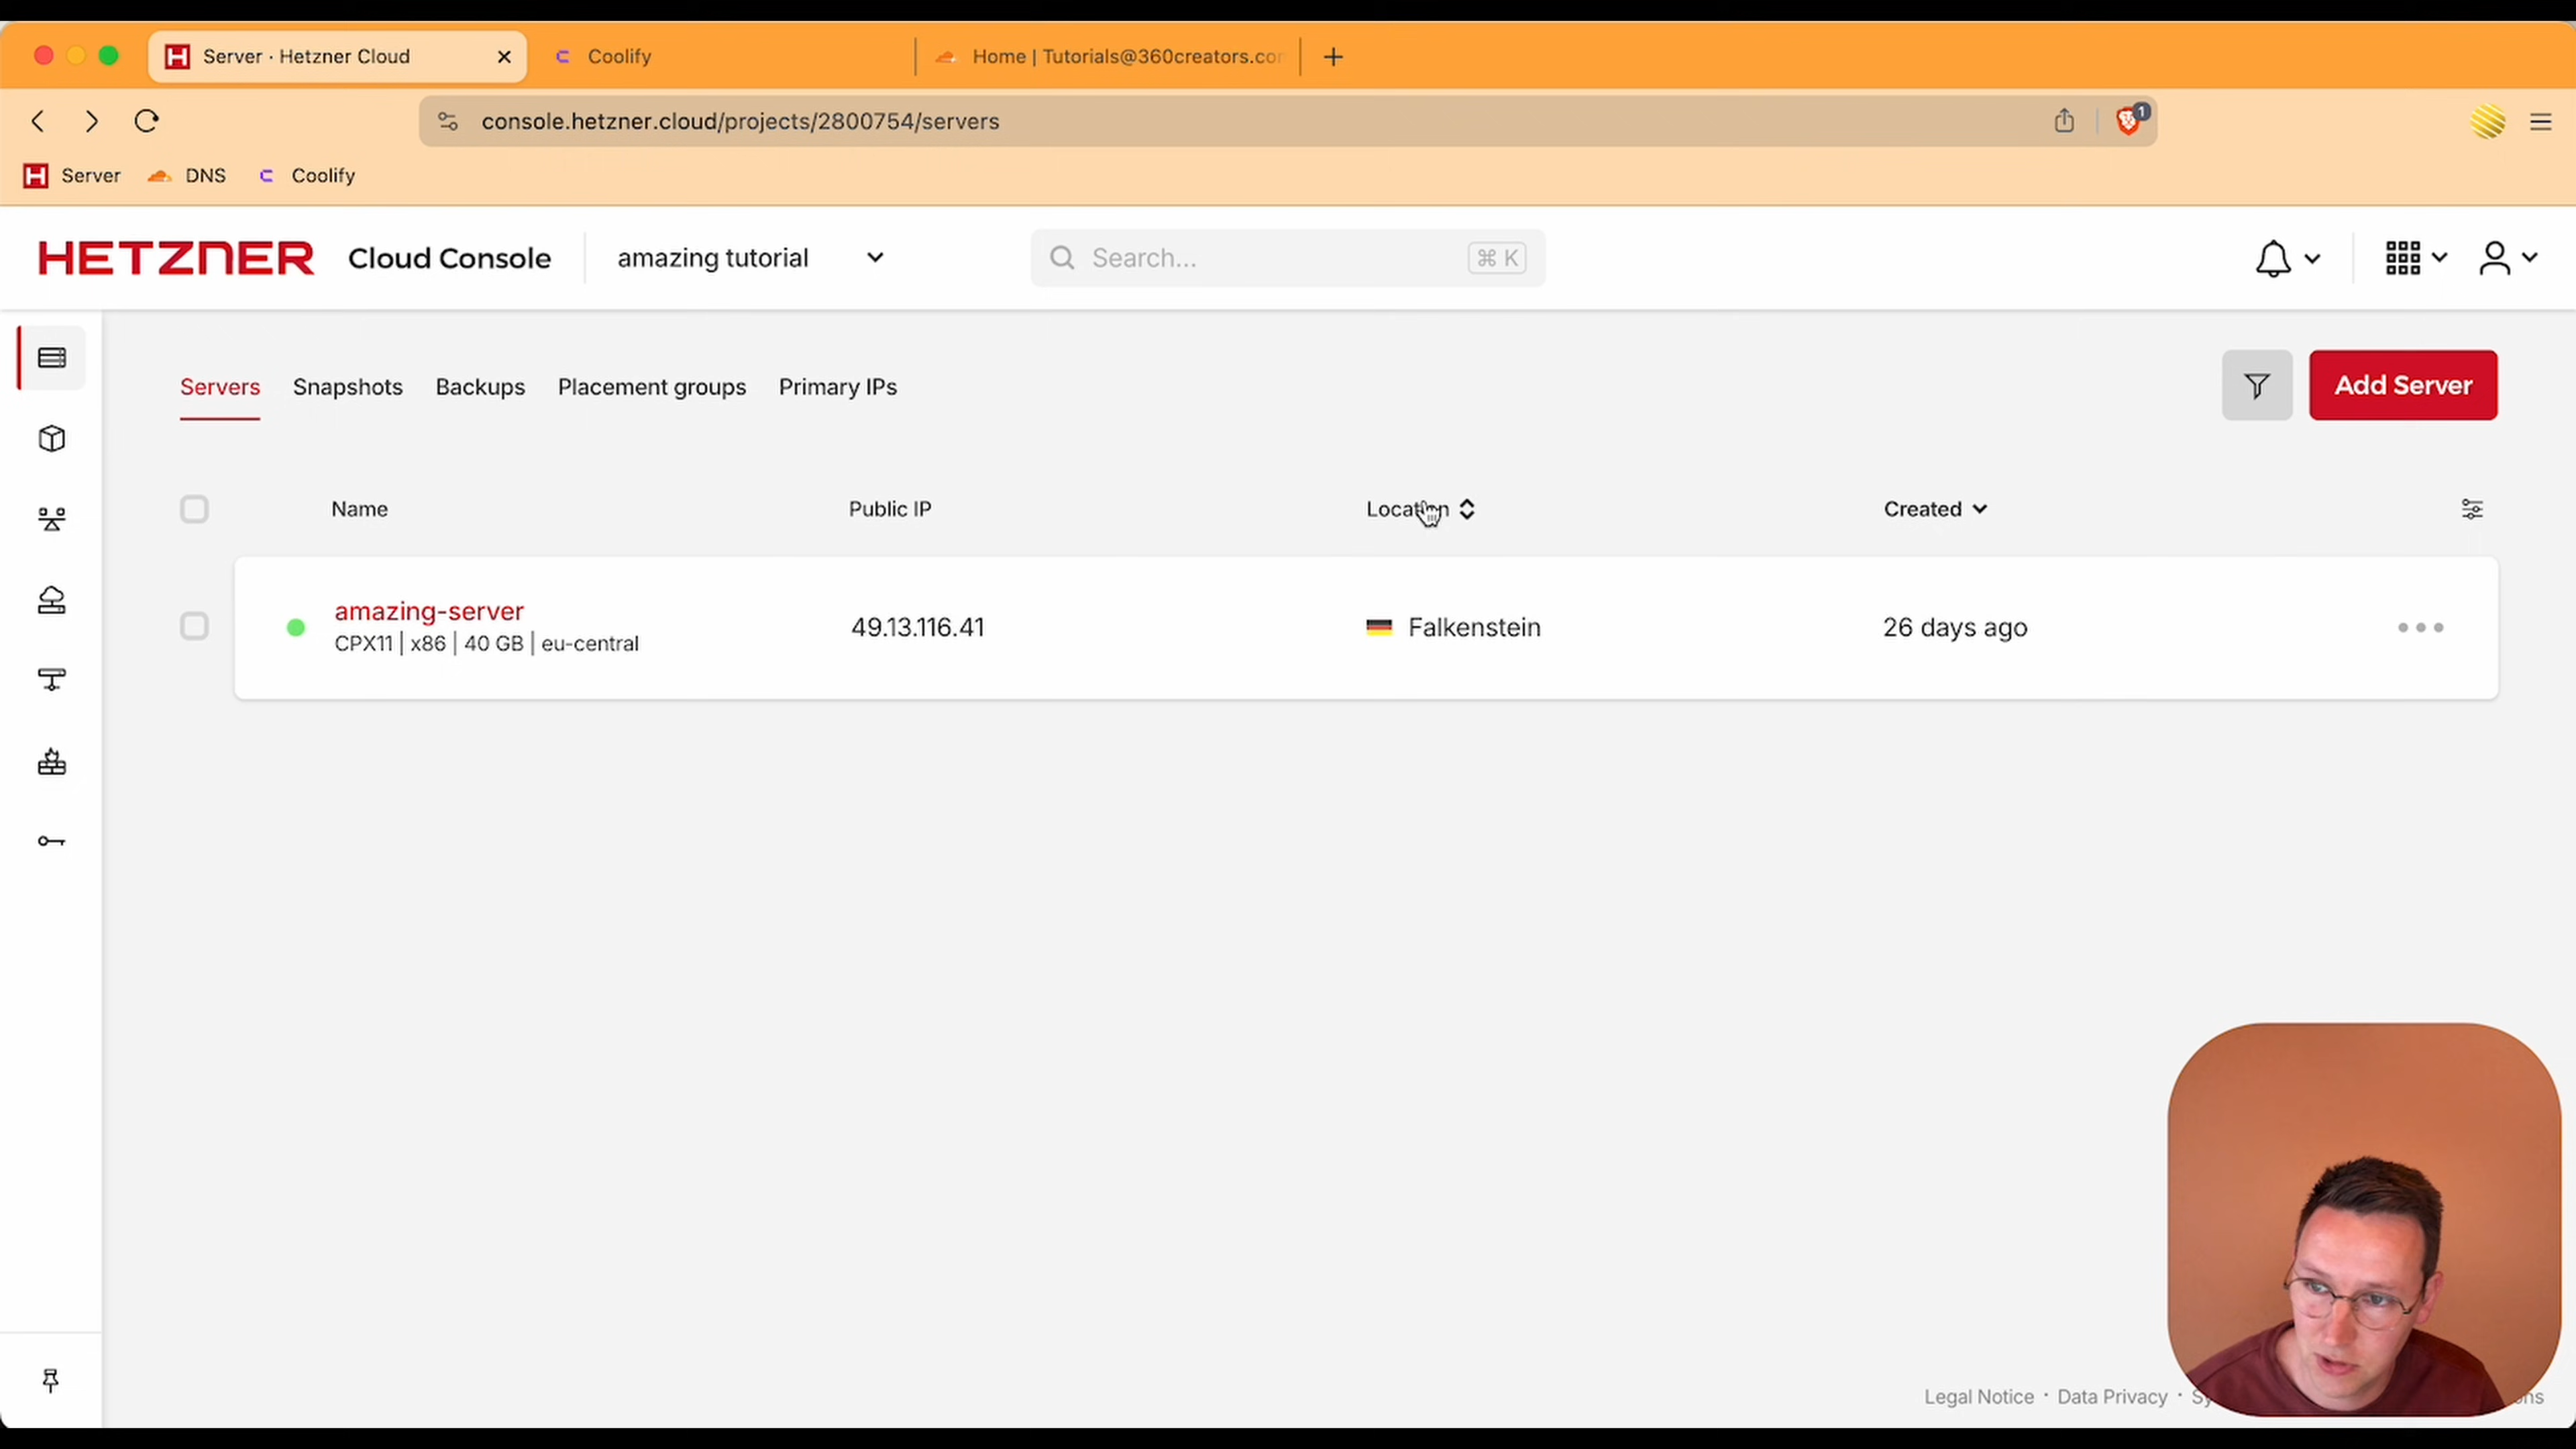 Server · Hetzner Cloud
Coolify
Home | Tutorials@360creators.co
console.hetzner.cloud/projects/2800754/servers
1
Server
DNS
Coolify
HETZNER
Cloud Console
amazing tutorial
Search...
⌘ K
Servers
Snapshots
Backups
Placement groups
Primary IPs
Add Server
Name
Public IP
Location
Created
amazing-server
49.13.116.41
Falkenstein
26 days ago
CPX11 | x86 | 40 GB | eu-central
Legal Notice · Data Privacy ·